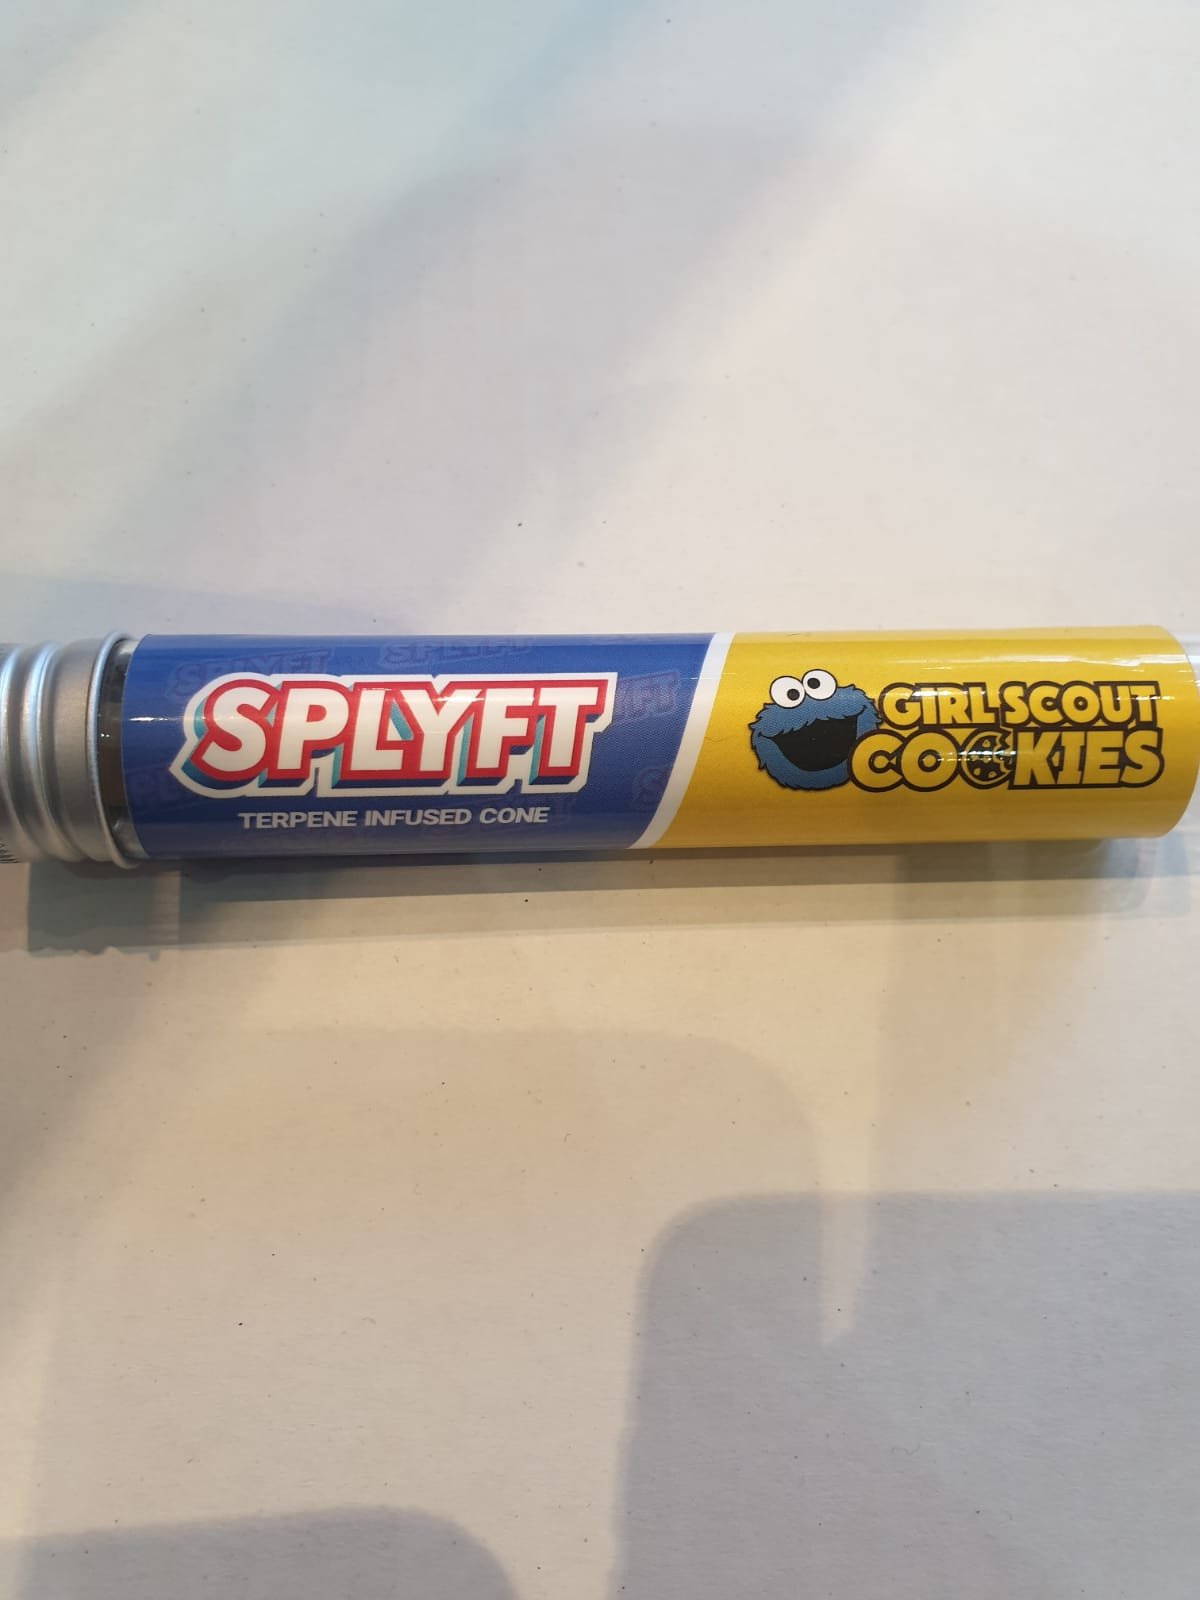 SPLYFT
TERPENE INFUSED CONE
GIRL SCOUT
COOKIES